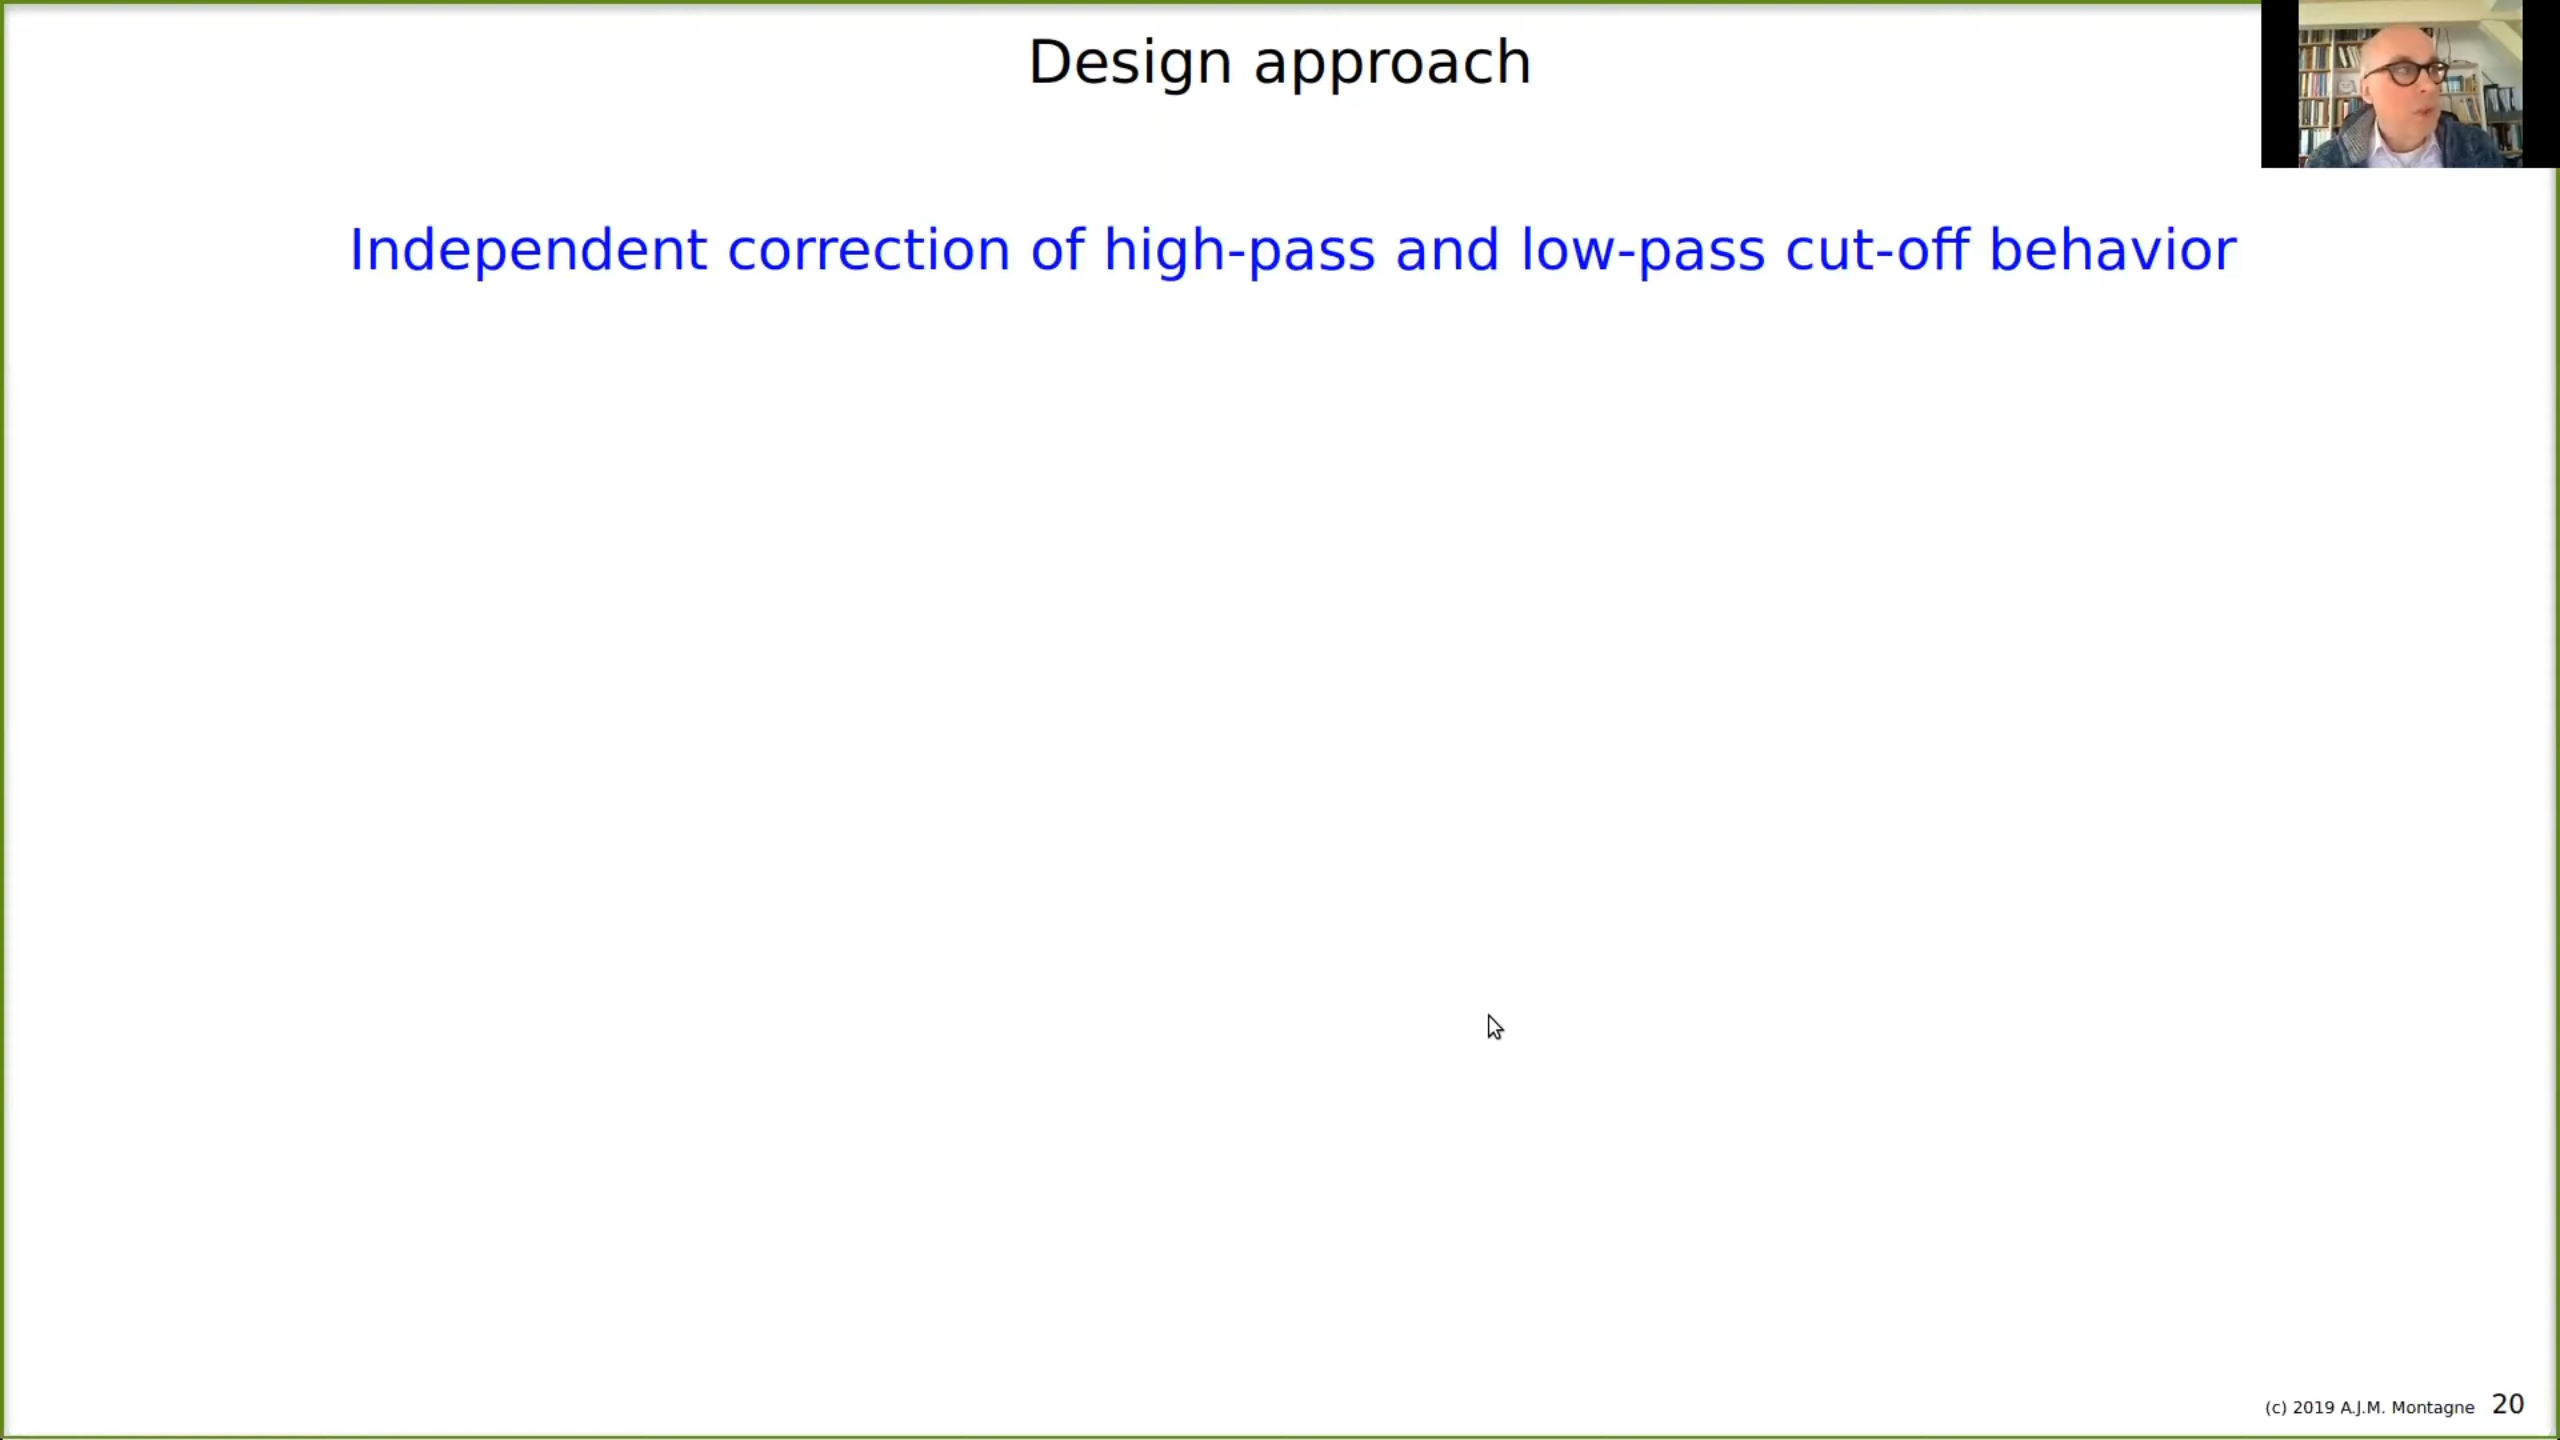 Design approach
Independent correction of high-pass and low-pass cut-off behavior
(c) 2019 A.J.M. Montagne 20